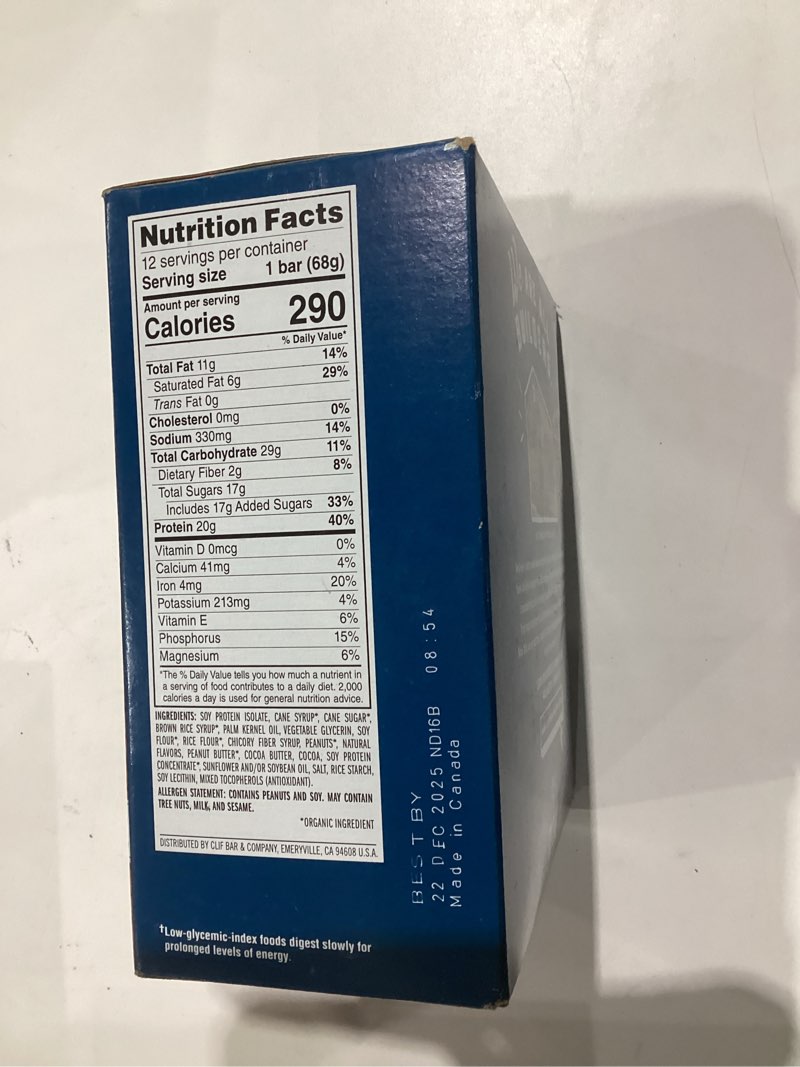 Nutrition Facts
12 servings per container
Serving size 1 bar (68g)
Amount per serving
Calories 290
% Daily Value*
Total Fat 11g 14%
Saturated Fat 6g 29%
Trans Fat 0g
Cholesterol 0mg 0%
Sodium 330mg 14%
Total Carbohydrate 29g 11%
Dietary Fiber 2g 8%
Total Sugars 17g
Includes 17g Added Sugars 33%
Protein 20g 40%
Vitamin D 0mcg 0%
Calcium 41mg 4%
Iron 4mg 20%
Potassium 213mg 4%
Vitamin E 6%
Phosphorus 15%
Magnesium 6%
*The % Daily Value tells you how much a nutrient in
a serving of food contributes to a daily diet. 2,000
calories a day is used for general nutrition advice.
INGREDIENTS: SOY PROTEIN ISOLATE, CANE SYRUP*, CANE SUGAR*,
BROWN RICE SYRUP*, PALM KERNEL OIL, VEGETABLE GLYCERIN, SOY
FLOUR*, RICE FLOUR*, CHICORY FIBER SYRUP, PEANUTS*, NATURAL
FLAVORS, PEANUT BUTTER*, COCOA BUTTER, COCOA, SOY PROTEIN
CONCENTRATE*, SUNFLOWER AND/OR SOYBEAN OIL, SALT, RICE STARCH,
SOY LECITHIN, MIXED TOCOPHEROLS (ANTIOXIDANT).
ALLERGEN STATEMENT: CONTAINS PEANUTS AND SOY. MAY CONTAIN
TREE NUTS, MILK, AND SESAME.
*ORGANIC INGREDIENT
DISTRIBUTED BY CLIF BAR & COMPANY, EMERYVILLE, CA 94608 U.S.A.
†Low-glycemic-index foods digest slowly for
prolonged levels of energy.
BEST BY
22 DEC 2025 ND16B 08:54
Made in Canada